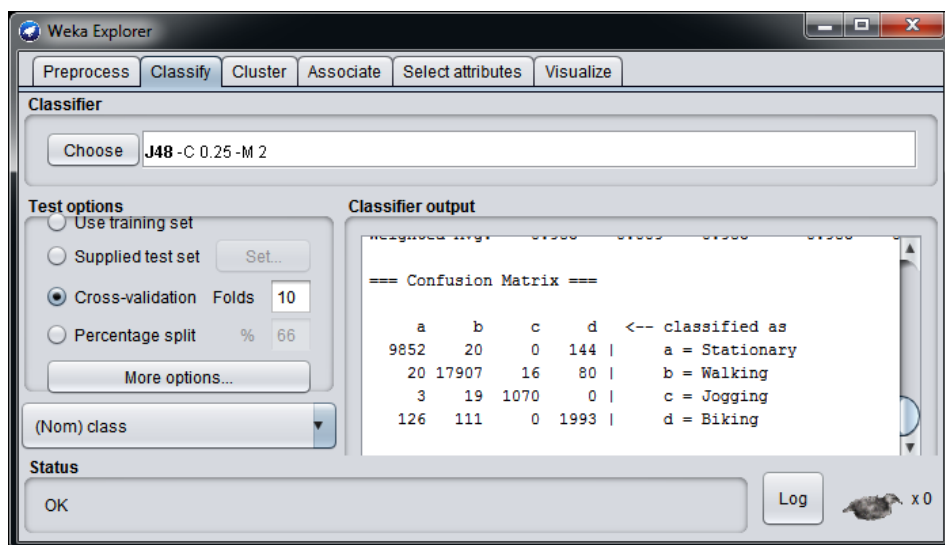 Weka Explorer
Preprocess Classify Cluster Associate Select attributes Visualize
Classifier
Choose J48 -C 0.25 -M 2
Test options
Use training set
Supplied test set Set...
Cross-validation Folds 10
Percentage split % 66
More options...
(Nom) class
Classifier output
=== Confusion Matrix ===
a b c d <-- classified as
9852 20 0 144 | a = Stationary
20 17907 16 80 | b = Walking
3 19 1070 0 | c = Jogging
126 111 0 1993 | d = Biking
Status
OK
Log x 0